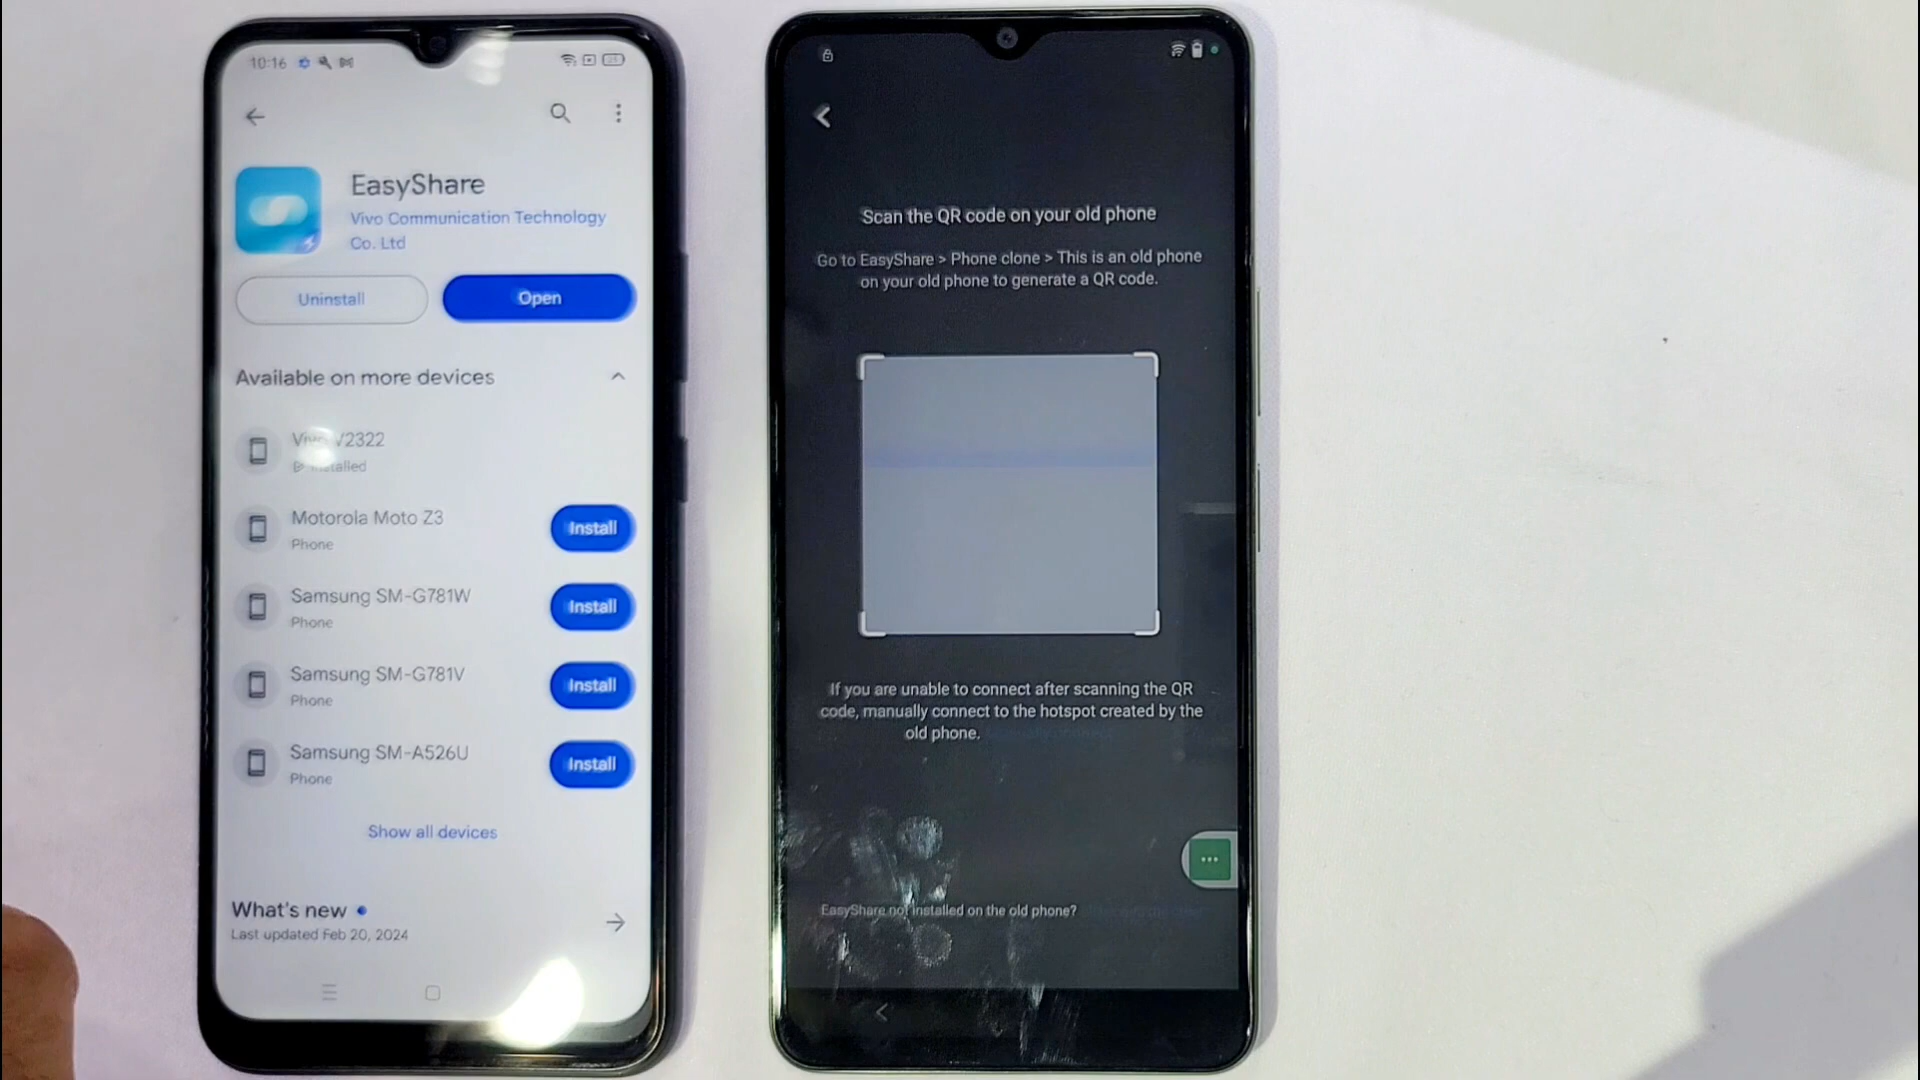 10:16
EasyShare
Vivo Communication Technology
Co. Ltd
Uninstall
Open
Available on more devices
V2322
Motorola Moto Z3
Phone
Install
Samsung SM-G781W
Phone
Install
Samsung SM-G781V
Phone
Install
Samsung SM-A526U
Phone
Install
Show all devices
What's new
Last updated Feb 20, 2024
Scan the QR code on your old phone
Go to EasyShare > Phone clone > This is an old phone
on your old phone to generate a QR code.
If you are unable to connect after scanning the QR
code, manually connect to the hotspot created by the
old phone.
EasyShare not installed on the old phone?